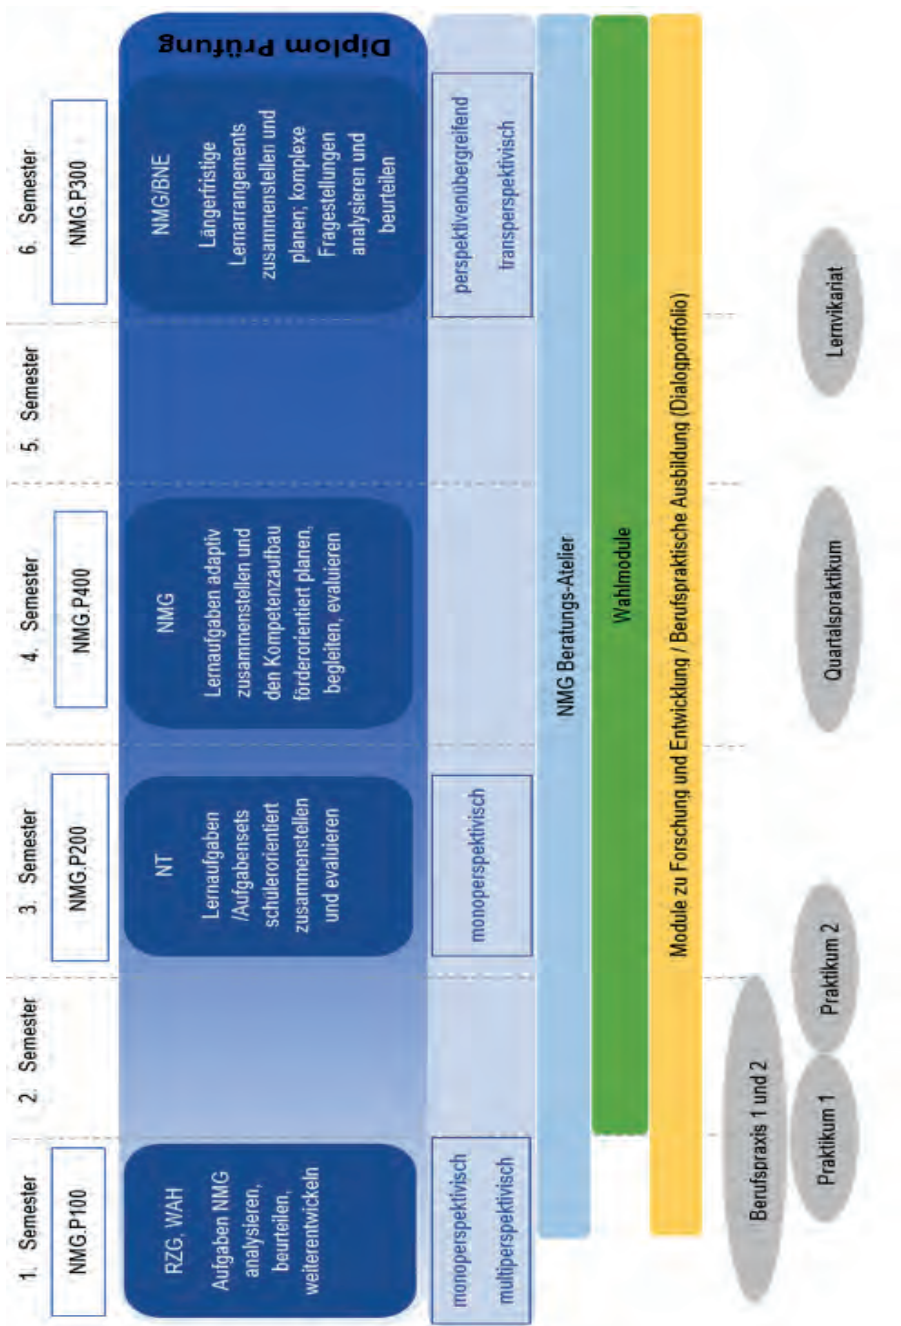 1. Semester
2. Semester
3. Semester
4. Semester
5. Semester
6. Semester
NMG.P100
NMG.P200
NMG.P400
NMG.P300
RZG, WAH
Aufgaben NMG
analysieren,
beurteilen,
weiterentwickeln
NT
Lernaufgaben
/Aufgabensets
schülerorientiert
zusammenstellen
und evaluieren
NMG
Lernaufgaben adaptiv
zusammenstellen und
den Kompetenzaufbau
förderorientiert planen,
begleiten, evaluieren
NMG/BNE
Längerfristige
Lernarrangements
zusammenstellen und
planen; komplexe
Fragestellungen
analysieren und
beurteilen
Diplom Prüfung
monoperspektivisch
multiperspektivisch
monoperspektivisch
perspektivenübergreifend
transperspektivisch
NMG Beratungs-Atelier
Wahlmodule
Module zu Forschung und Entwicklung / Berufspraktische Ausbildung (Dialogportfolio)
Berufspraxis 1 und 2
Praktikum 1
Praktikum 2
Quartalspraktikum
Lernvikariat